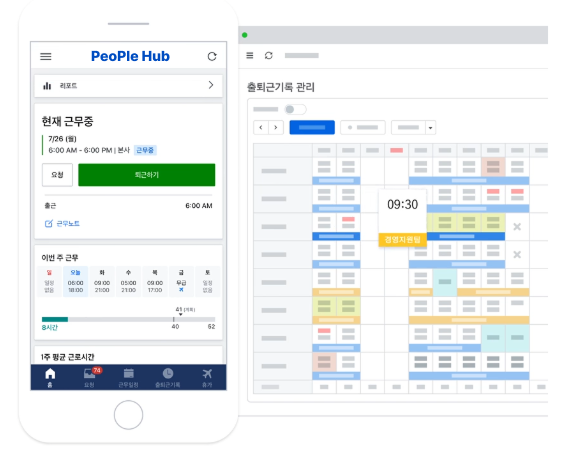 PeoPle Hub
리포트
현재 근무중
7/26 (월)
6:00 AM - 6:00 PM | 본사 근무중
요청 퇴근하기
출근 6:00 AM
근무노트
이번 주 근무
일 오늘 화 수 목 금 토
일정 없음 06:00 18:00 09:00 21:00 05:00 21:00 09:00 17:00 무급 일정 없음
41
8시간 40 52
1주 평균 근로시간
홈 요청 74 근무일정 출퇴근기록 휴가
출퇴근기록 관리
09:30
경영지원팀